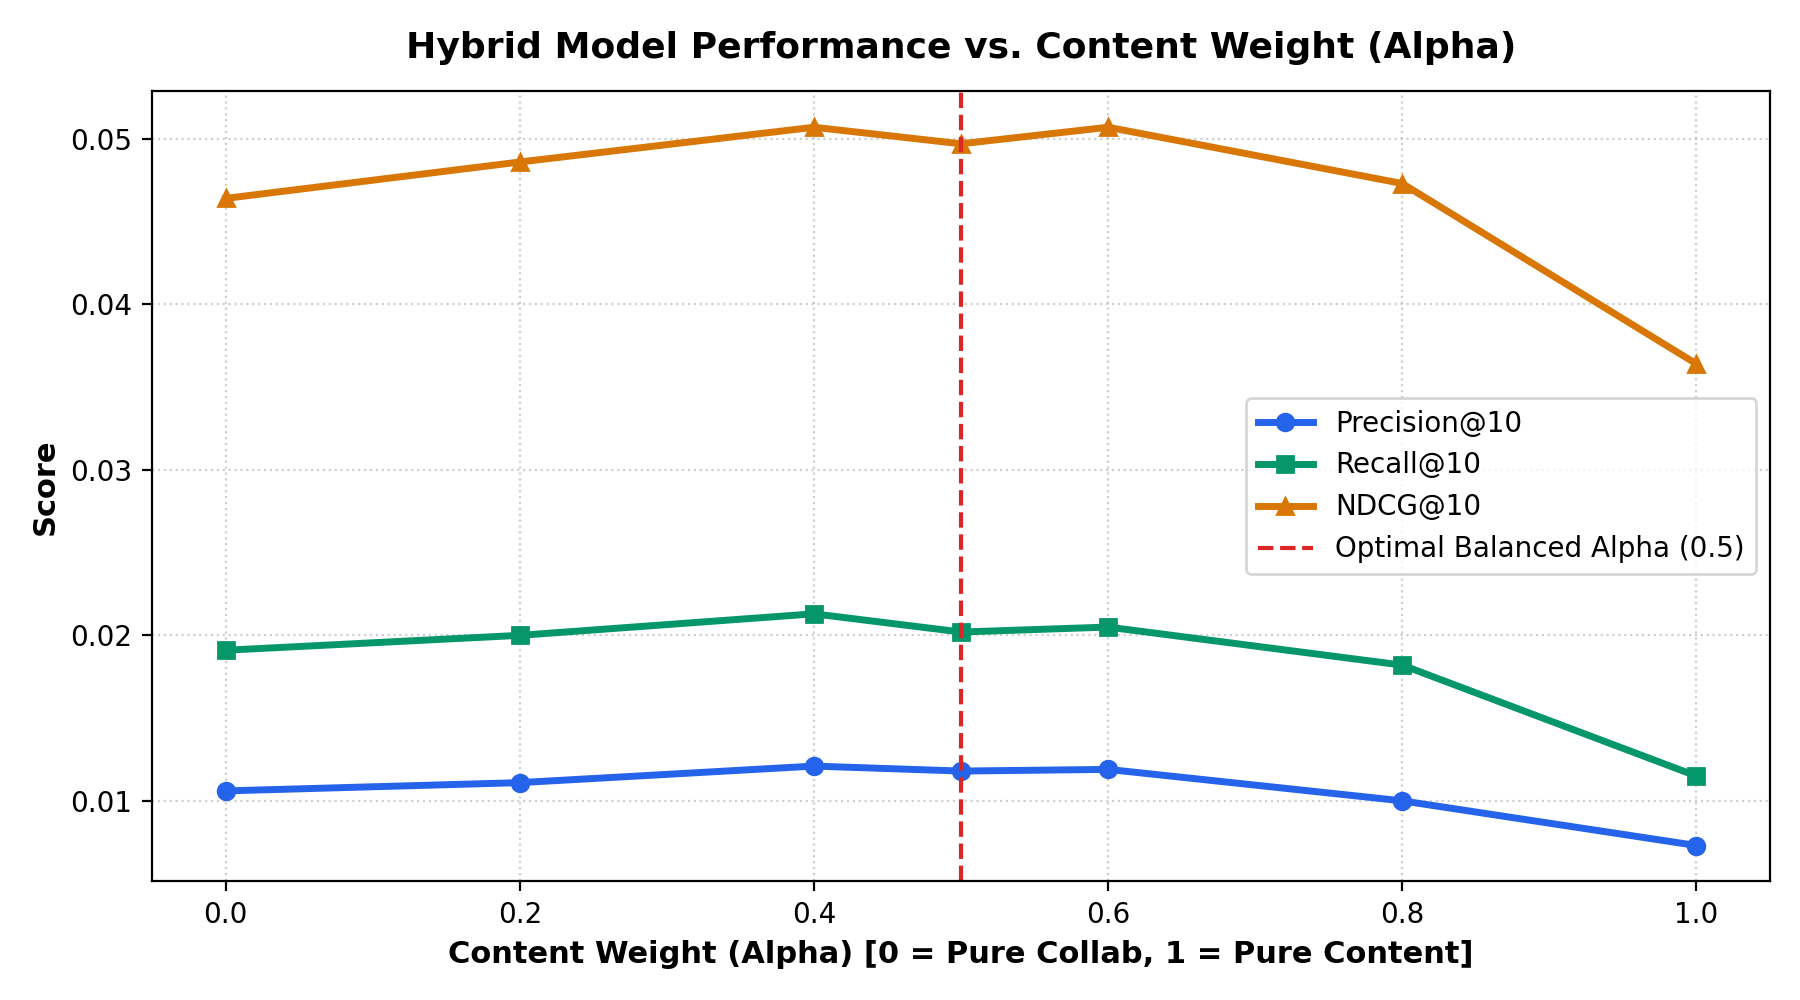 Hybrid Model Performance vs. Content Weight (Alpha)
0.05
0.04
0.03
0.02
0.01
Score
Precision@10
Recall@10
NDCG@10
Optimal Balanced Alpha (0.5)
0.0 0.2 0.4 0.6 0.8 1.0
Content Weight (Alpha) [0 = Pure Collab, 1 = Pure Content]